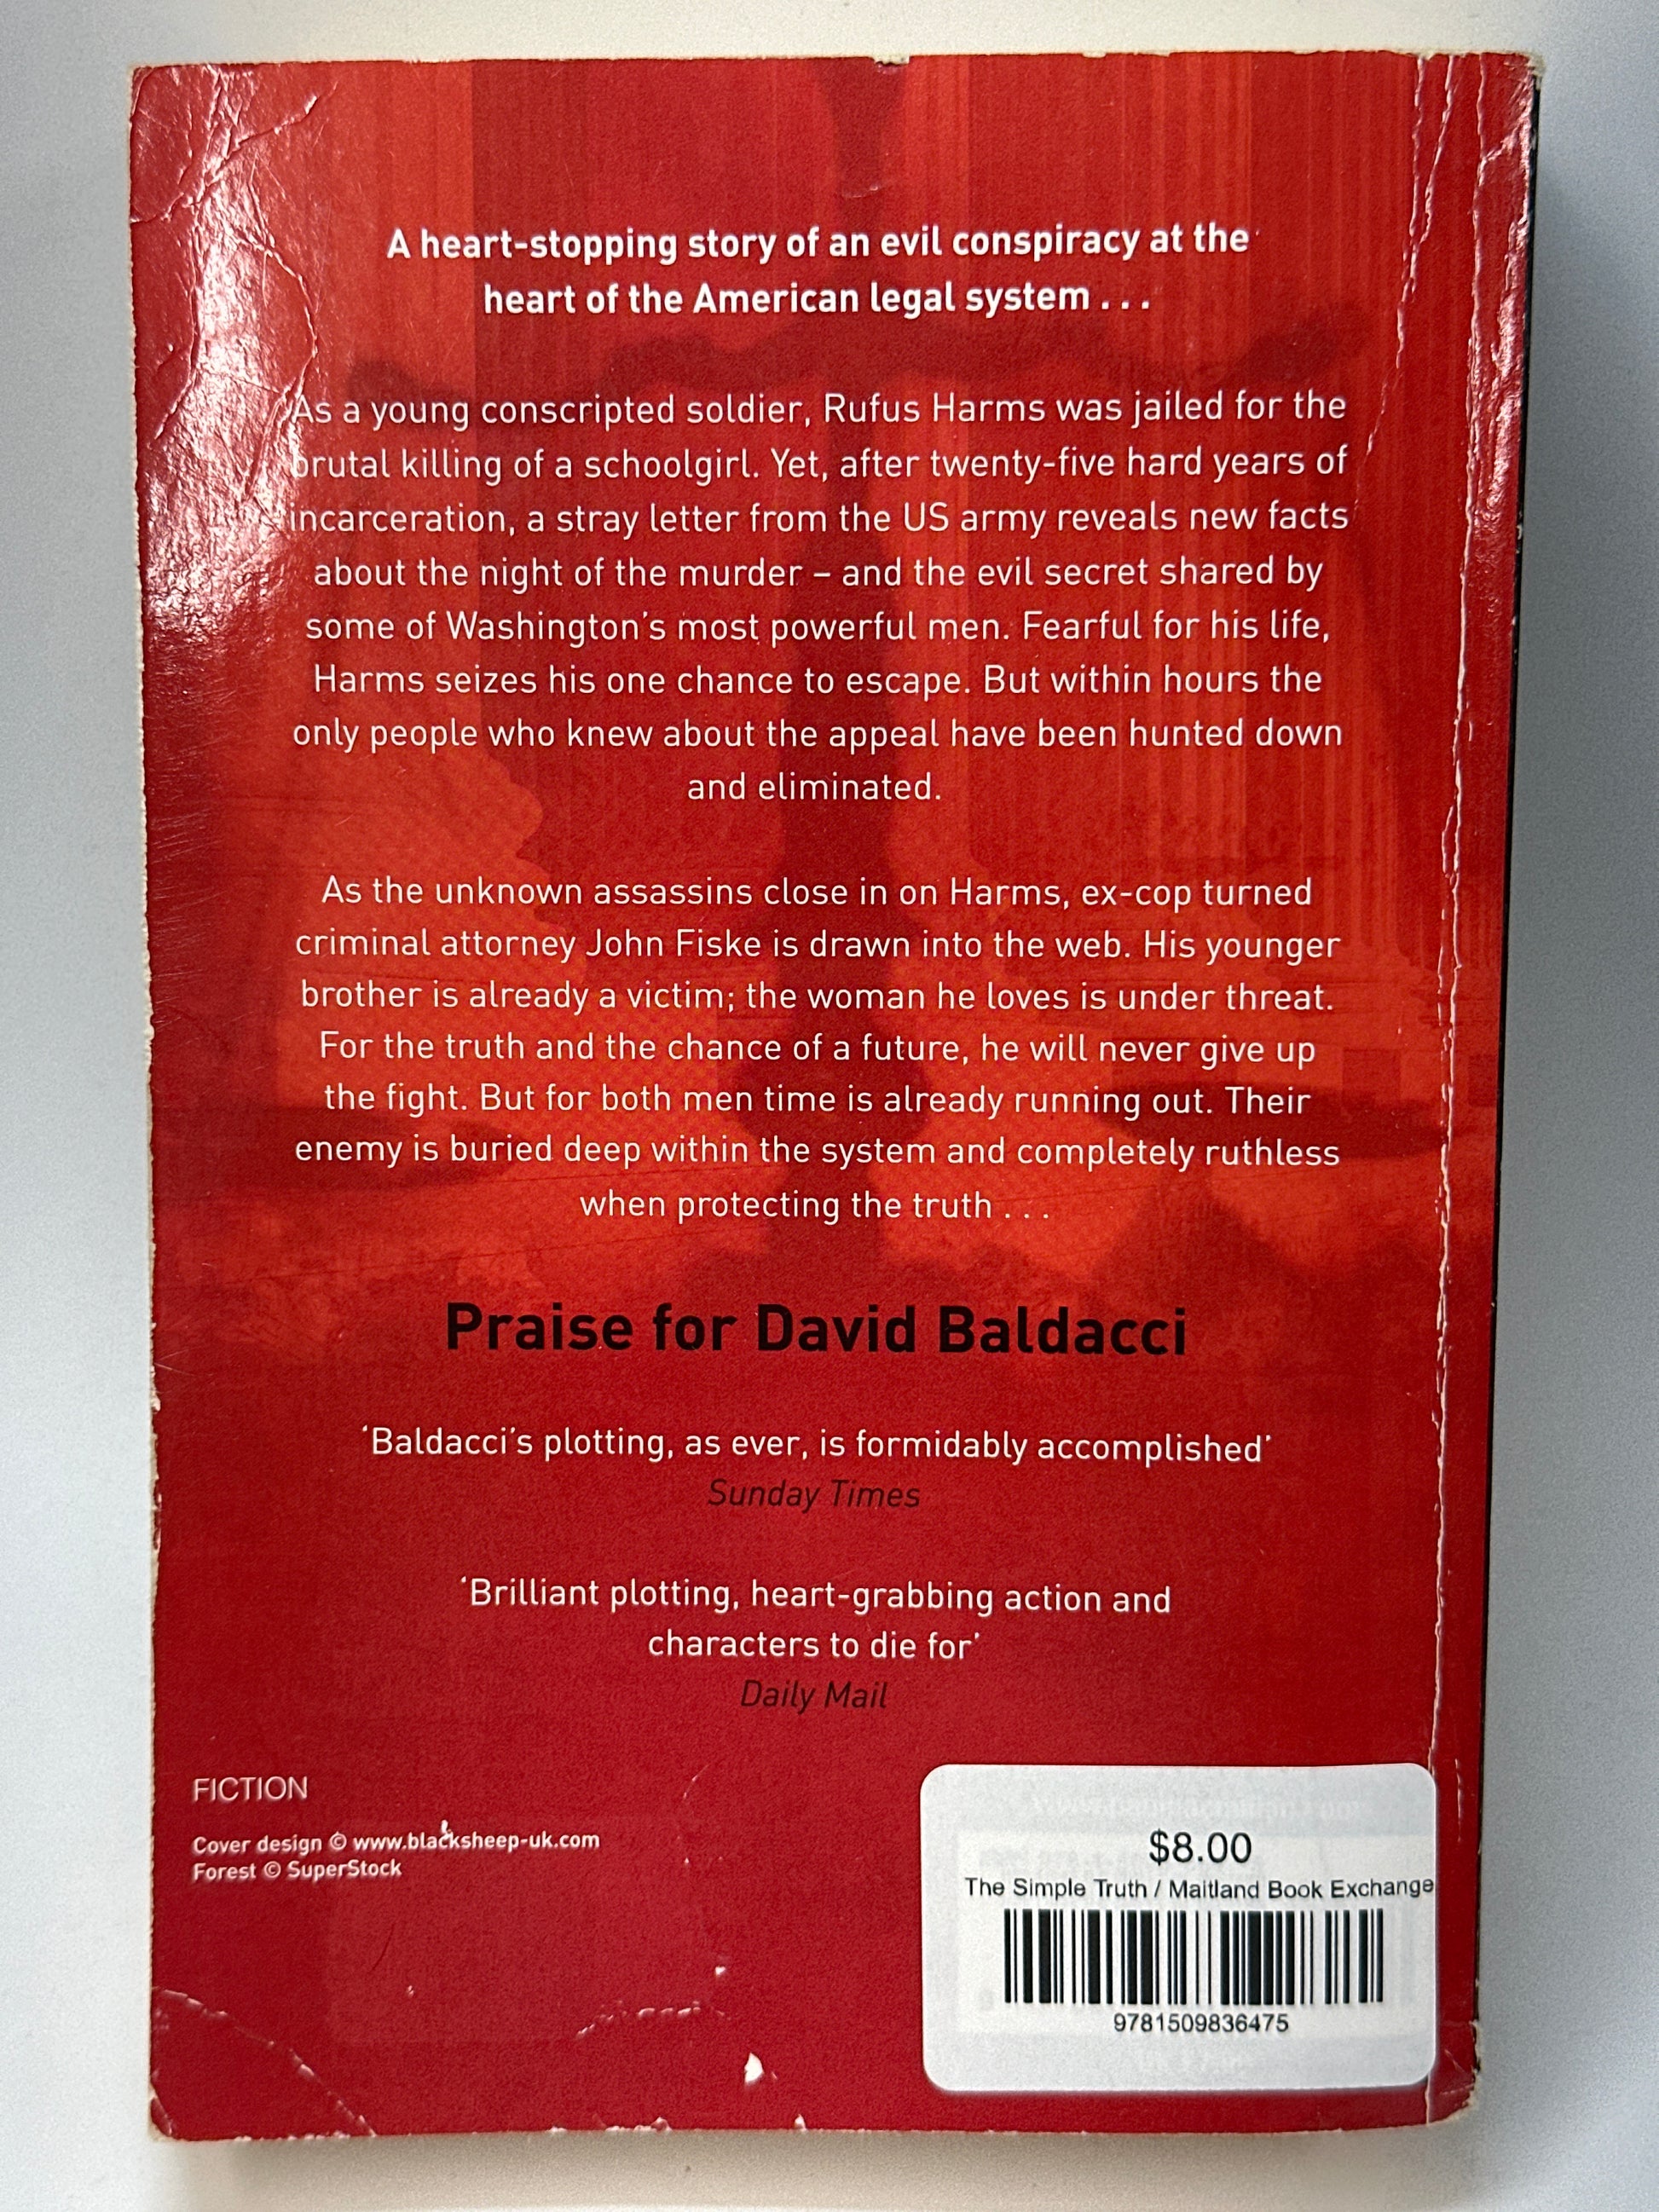 A heart-stopping story of an evil conspiracy at the
heart of the American legal system . . .
As a young conscripted soldier, Rufus Harms was jailed for the
brutal killing of a schoolgirl. Yet, after twenty-five hard years of
incarceration, a stray letter from the US army reveals new facts
about the night of the murder – and the evil secret shared by
some of Washington's most powerful men. Fearful for his life,
Harms seizes his one chance to escape. But within hours the
only people who knew about the appeal have been hunted down
and eliminated.
As the unknown assassins close in on Harms, ex-cop turned
criminal attorney John Fiske is drawn into the web. His younger
brother is already a victim; the woman he loves is under threat.
For the truth and the chance of a future, he will never give up
the fight. But for both men time is already running out. Their
enemy is buried deep within the system and completely ruthless
when protecting the truth . . .
Praise for David Baldacci
'Baldacci's plotting, as ever, is formidably accomplished'
Sunday Times
'Brilliant plotting, heart-grabbing action and
characters to die for'
Daily Mail
FICTION
Cover design © www.blacksheep-uk.com
Forest © SuperStock
$8.00
The Simple Truth / Maitland Book Exchange
9781509836475